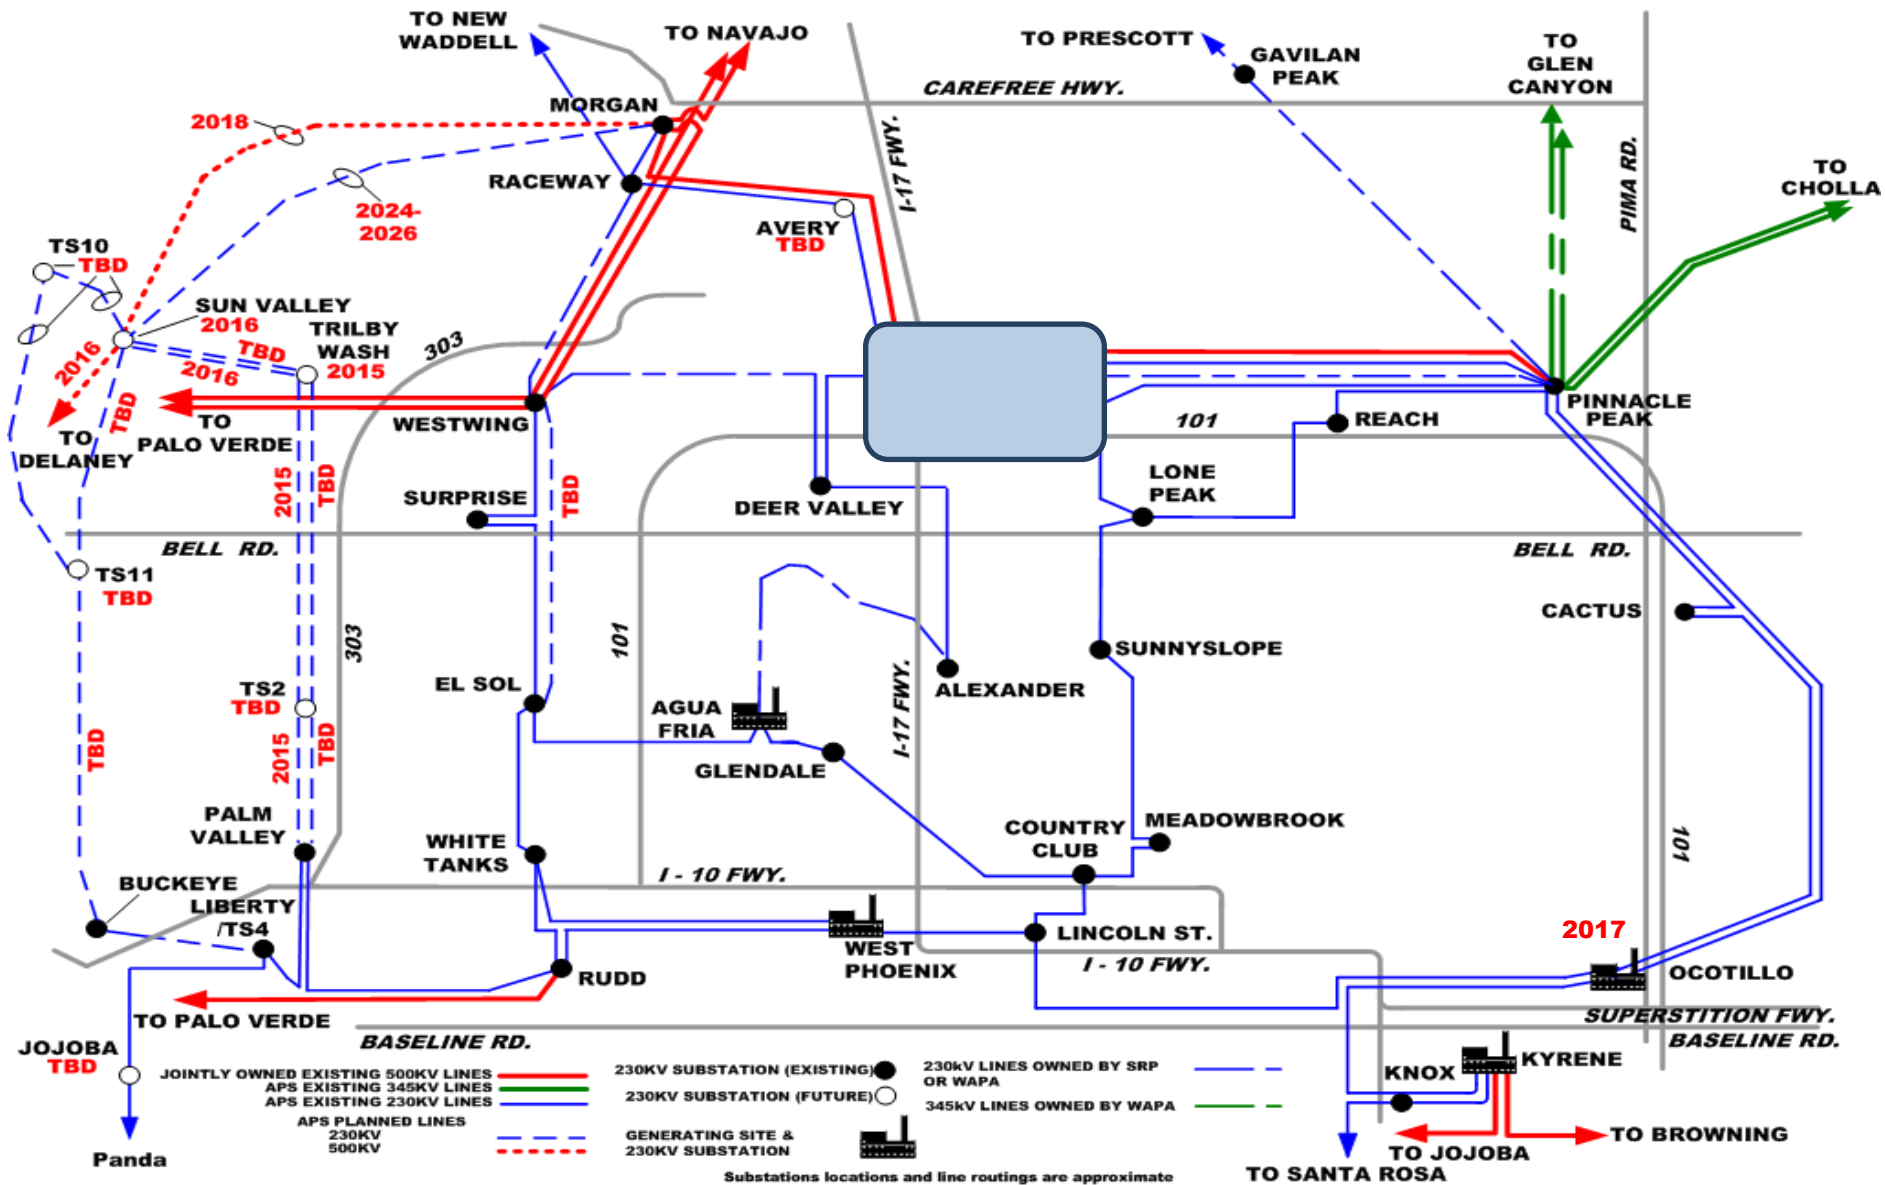 TO NEW
WADDELL
TO NAVAJO
TO PRESCOTT
GAVILAN
PEAK
TO
GLEN
CANYON
CAREFREE HWY.
MORGAN
2018
I-17 FWY.
PIMA RD.
TO
CHOLLA
RACEWAY
2024-
2026
AVERY
TBD
TS10
TBD
SUN VALLEY
2016
TRILBY
WASH
2015
303
TBD
2016
2016
TBD
TO
DELANEY
TO
PALO VERDE
WESTWING
101
REACH
PINNACLE
PEAK
2015
TBD
SURPRISE
TBD
DEER VALLEY
LONE
PEAK
BELL RD.
BELL RD.
TS11
TBD
303
101
CACTUS
SUNNYSLOPE
TS2
TBD
EL SOL
AGUA
FRIA
I-17 FWY.
ALEXANDER
TBD
2015
TBD
GLENDALE
PALM
VALLEY
WHITE
TANKS
COUNTRY
CLUB
MEADOWBROOK
101
I - 10 FWY.
BUCKEYE
LIBERTY
/TS4
WEST
PHOENIX
LINCOLN ST.
I - 10 FWY.
2017
OCOTILLO
RUDD
TO PALO VERDE
SUPERSTITION FWY.
BASELINE RD.
BASELINE RD.
JOJOBA
TBD
KYRENE
KNOX
TO BROWNING
TO JOJOBA
TO SANTA ROSA
Panda
JOINTLY OWNED EXISTING 500KV LINES
APS EXISTING 345KV LINES
APS EXISTING 230KV LINES
APS PLANNED LINES
230KV
500KV
230KV SUBSTATION (EXISTING)
230KV SUBSTATION (FUTURE)
GENERATING SITE &
230KV SUBSTATION
230kV LINES OWNED BY SRP
OR WAPA
345kV LINES OWNED BY WAPA
Substations locations and line routings are approximate